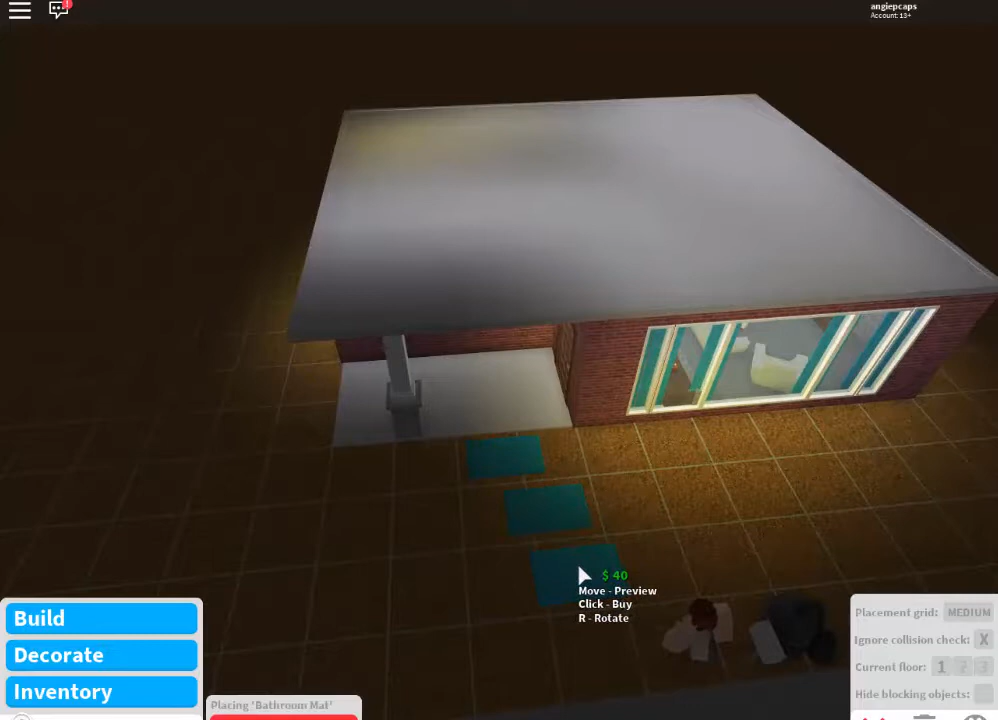 angiepcaps
Account: 13+
$ 40
Move - Preview
Click - Buy
R - Rotate
Build
Decorate
Inventory
Placing 'Bathroom Mat'
Placement grid: MEDIUM
Ignore collision check: X
Current floor: 1 2 3
Hide blocking objects: